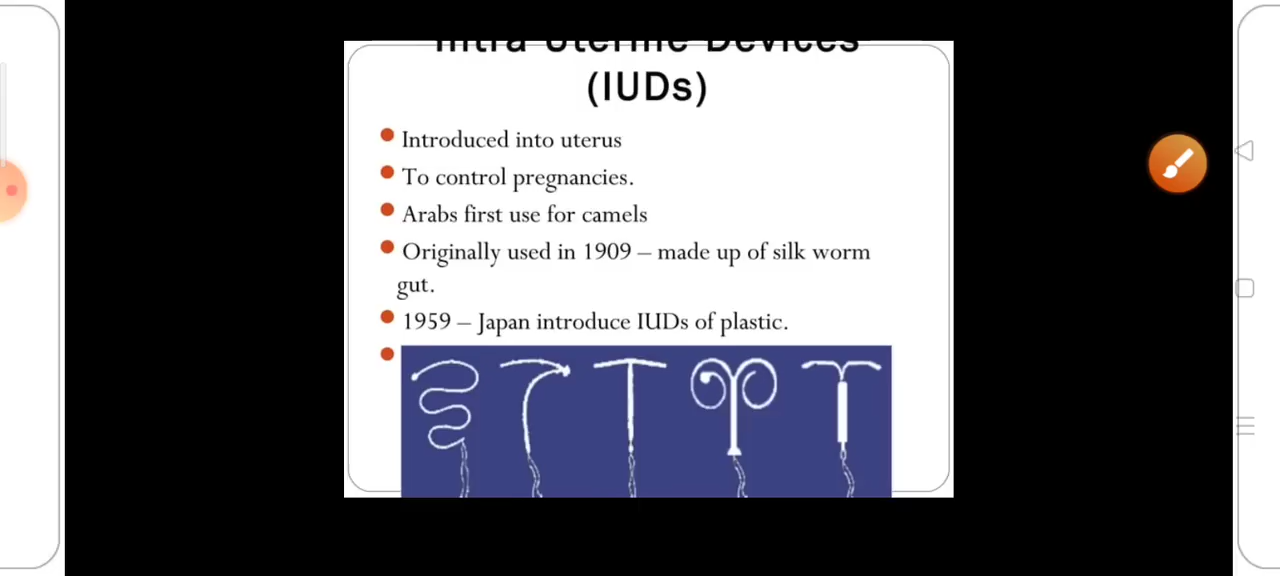 Intra Uterine Devices
(IUDs)
Introduced into uterus
To control pregnancies.
Arabs first use for camels
Originally used in 1909 – made up of silk worm
gut.
1959 – Japan introduce IUDs of plastic.